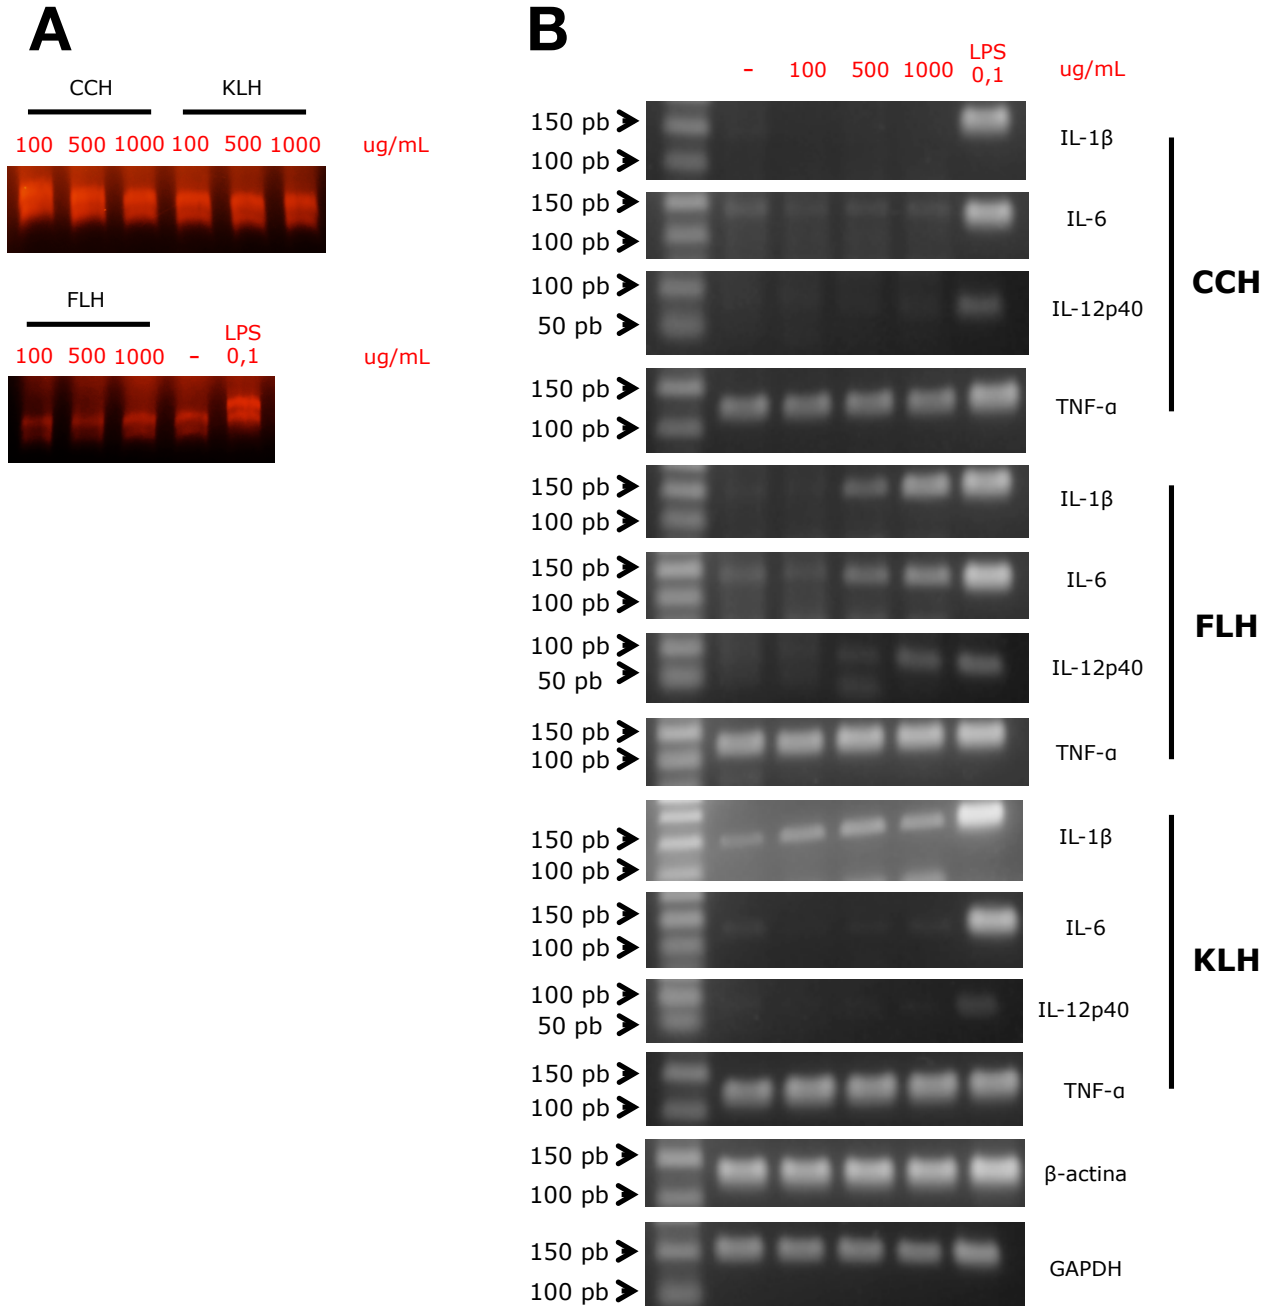 A
CCH KLH
100 500 1000 100 500 1000 ug/mL
FLH
100 500 1000 - LPS 0,1 ug/mL
B
- 100 500 1000 LPS 0,1 ug/mL
150 pb
100 pb
IL-1β
150 pb
100 pb
IL-6
100 pb
50 pb
IL-12p40
150 pb
100 pb
TNF-α
CCH
150 pb
100 pb
IL-1β
150 pb
100 pb
IL-6
100 pb
50 pb
IL-12p40
150 pb
100 pb
TNF-α
FLH
150 pb
100 pb
IL-1β
150 pb
100 pb
IL-6
100 pb
50 pb
IL-12p40
150 pb
100 pb
TNF-α
KLH
150 pb
100 pb
β-actina
150 pb
100 pb
GAPDH